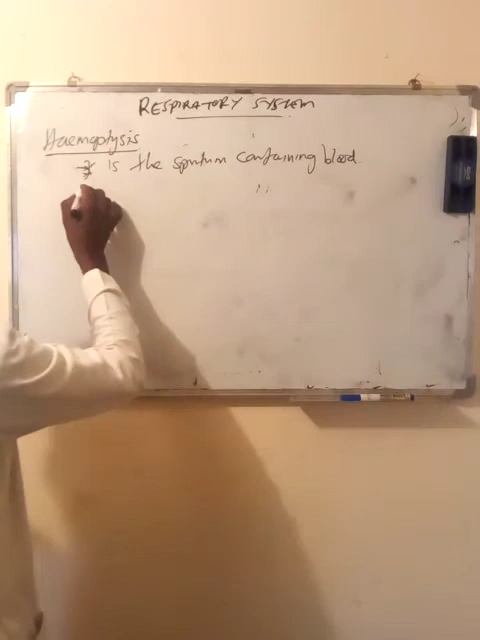 RESPIRATORY SYSTEM
Haemoptysis
is the sputum containing blood.